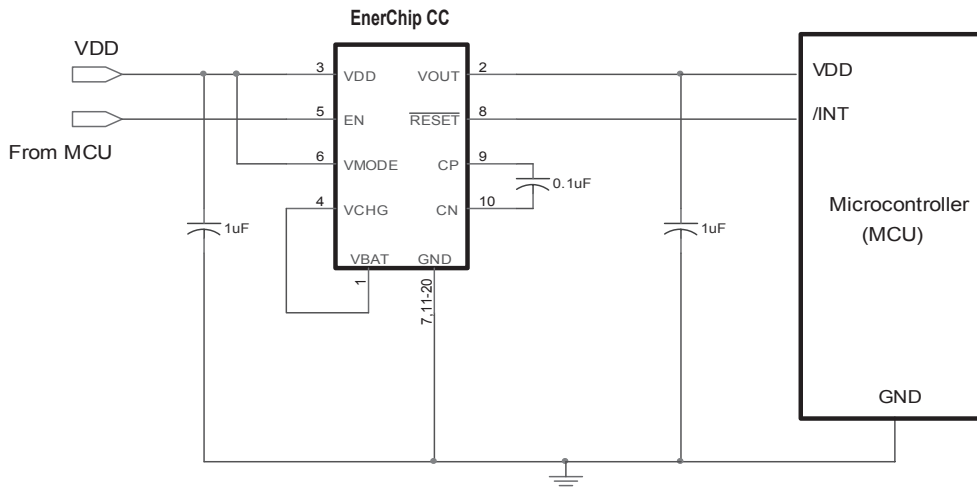 EnerChip CC
VDD
From MCU
3 VDD
5 EN
6 VMODE
4 VCHG
VOUT 2
RESET 8
CP 9
CN 10
VBAT GND
1
7,11-20
1uF
0.1uF
1uF
VDD
/INT
Microcontroller
(MCU)
GND